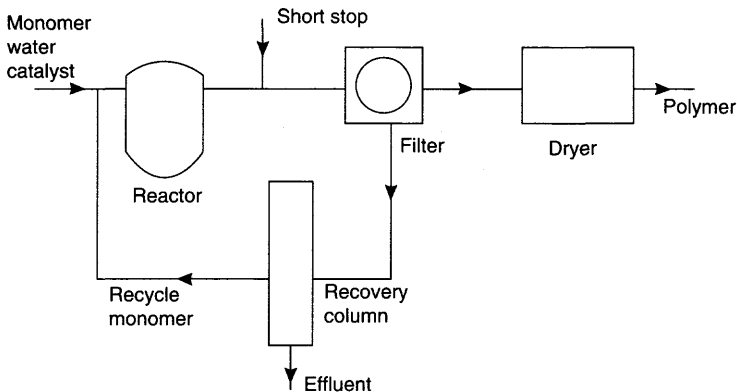 Monomer
water
catalyst
Short stop
Reactor
Filter
Dryer
Polymer
Recycle
monomer
Recovery
column
Effluent